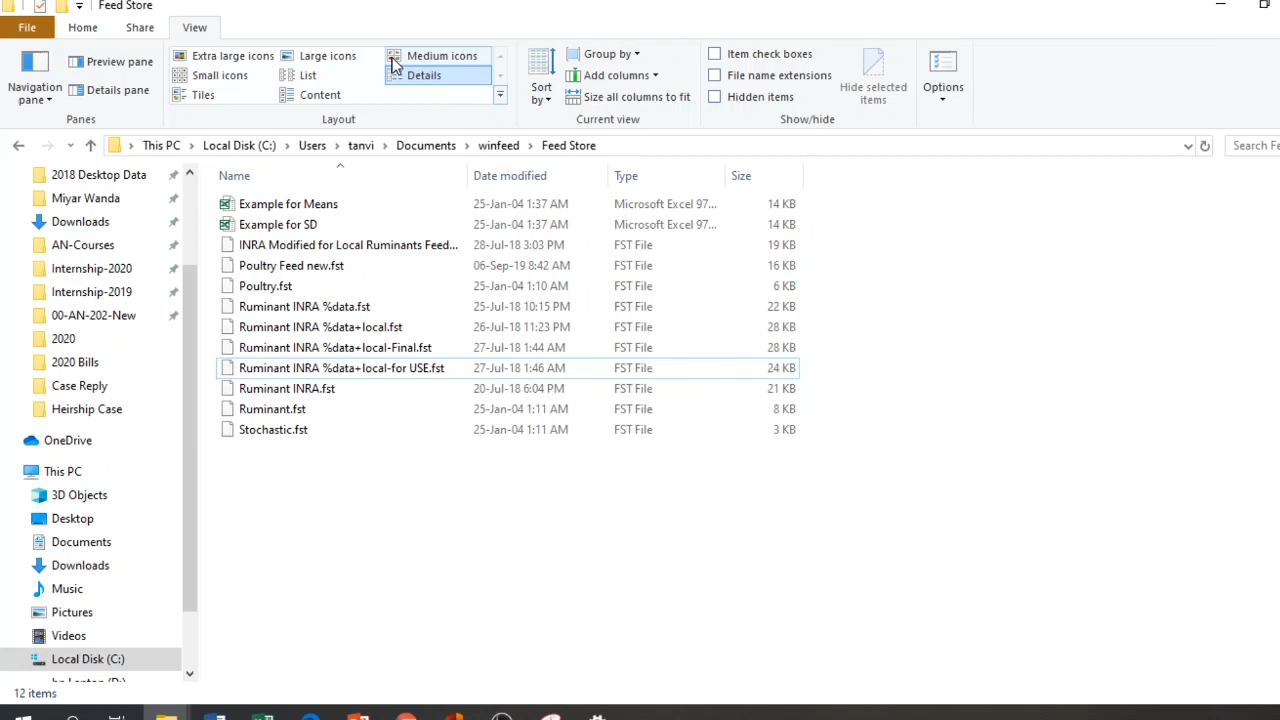 Feed Store
File Home Share View
Extra large icons Large icons Medium icons
Small icons List Details
Tiles Content
Preview pane
Details pane
Navigation
pane
Sort
by
Group by
Add columns
Size all columns to fit
Item check boxes
File name extensions
Hidden items
Hide selected
items
Options
Panes Layout Current view Show/hide
This PC Local Disk (C:) Users tanvi Documents winfeed Feed Store
Search Fe
Name Date modified Type Size
Example for Means 25-Jan-04 1:37 AM Microsoft Excel 97... 14 KB
Example for SD 25-Jan-04 1:37 AM Microsoft Excel 97... 14 KB
INRA Modified for Local Ruminants Feed... 28-Jul-18 3:03 PM FST File 19 KB
Poultry Feed new.fst 06-Sep-19 8:42 AM FST File 16 KB
Poultry.fst 25-Jan-04 1:10 AM FST File 6 KB
Ruminant INRA %data.fst 25-Jul-18 10:15 PM FST File 22 KB
Ruminant INRA %data+local.fst 26-Jul-18 11:23 PM FST File 28 KB
Ruminant INRA %data+local-Final.fst 27-Jul-18 1:44 AM FST File 28 KB
Ruminant INRA %data+local-for USE.fst 27-Jul-18 1:46 AM FST File 24 KB
Ruminant INRA.fst 20-Jul-18 6:04 PM FST File 21 KB
Ruminant.fst 25-Jan-04 1:11 AM FST File 8 KB
Stochastic.fst 25-Jan-04 1:11 AM FST File 3 KB
2018 Desktop Data
Miyar Wanda
Downloads
AN-Courses
Internship-2020
Internship-2019
00-AN-202-New
2020
2020 Bills
Case Reply
Heirship Case
OneDrive
This PC
3D Objects
Desktop
Documents
Downloads
Music
Pictures
Videos
Local Disk (C:)
12 items